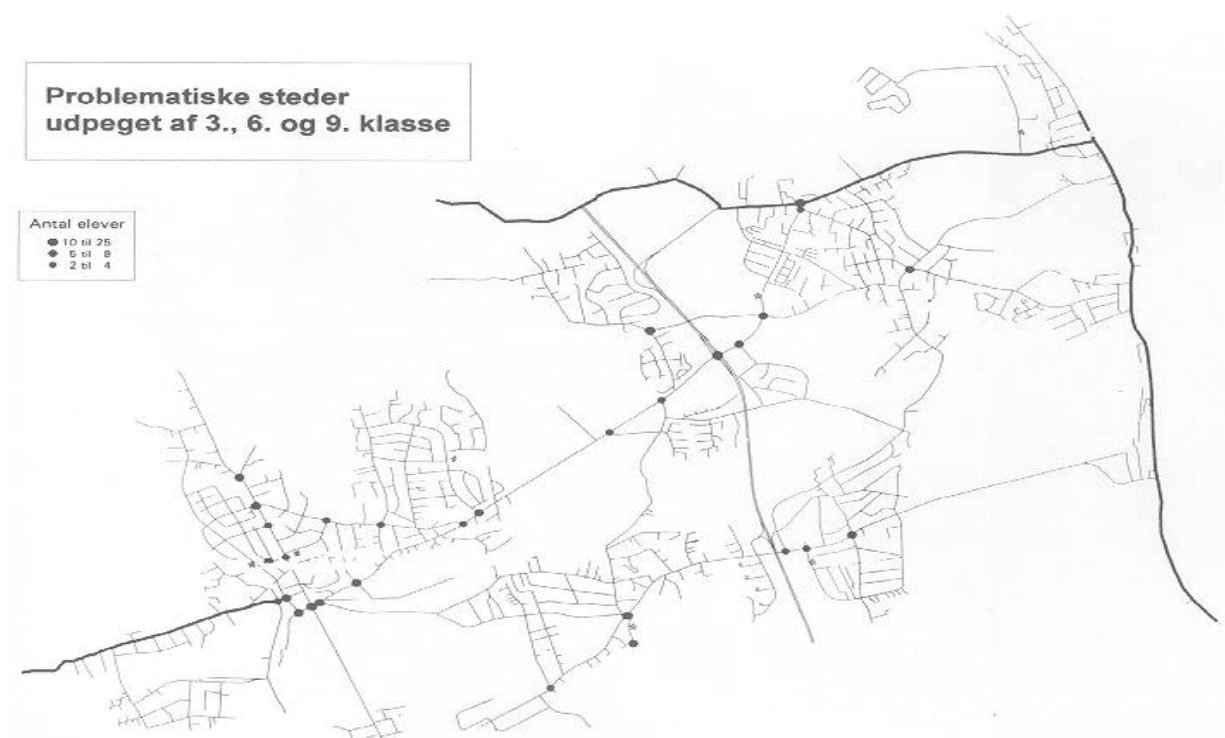 Problematiske steder
udpeget af 3., 6. og 9. klasse
Antal elever
10 til 25
5 til 9
2 til 4